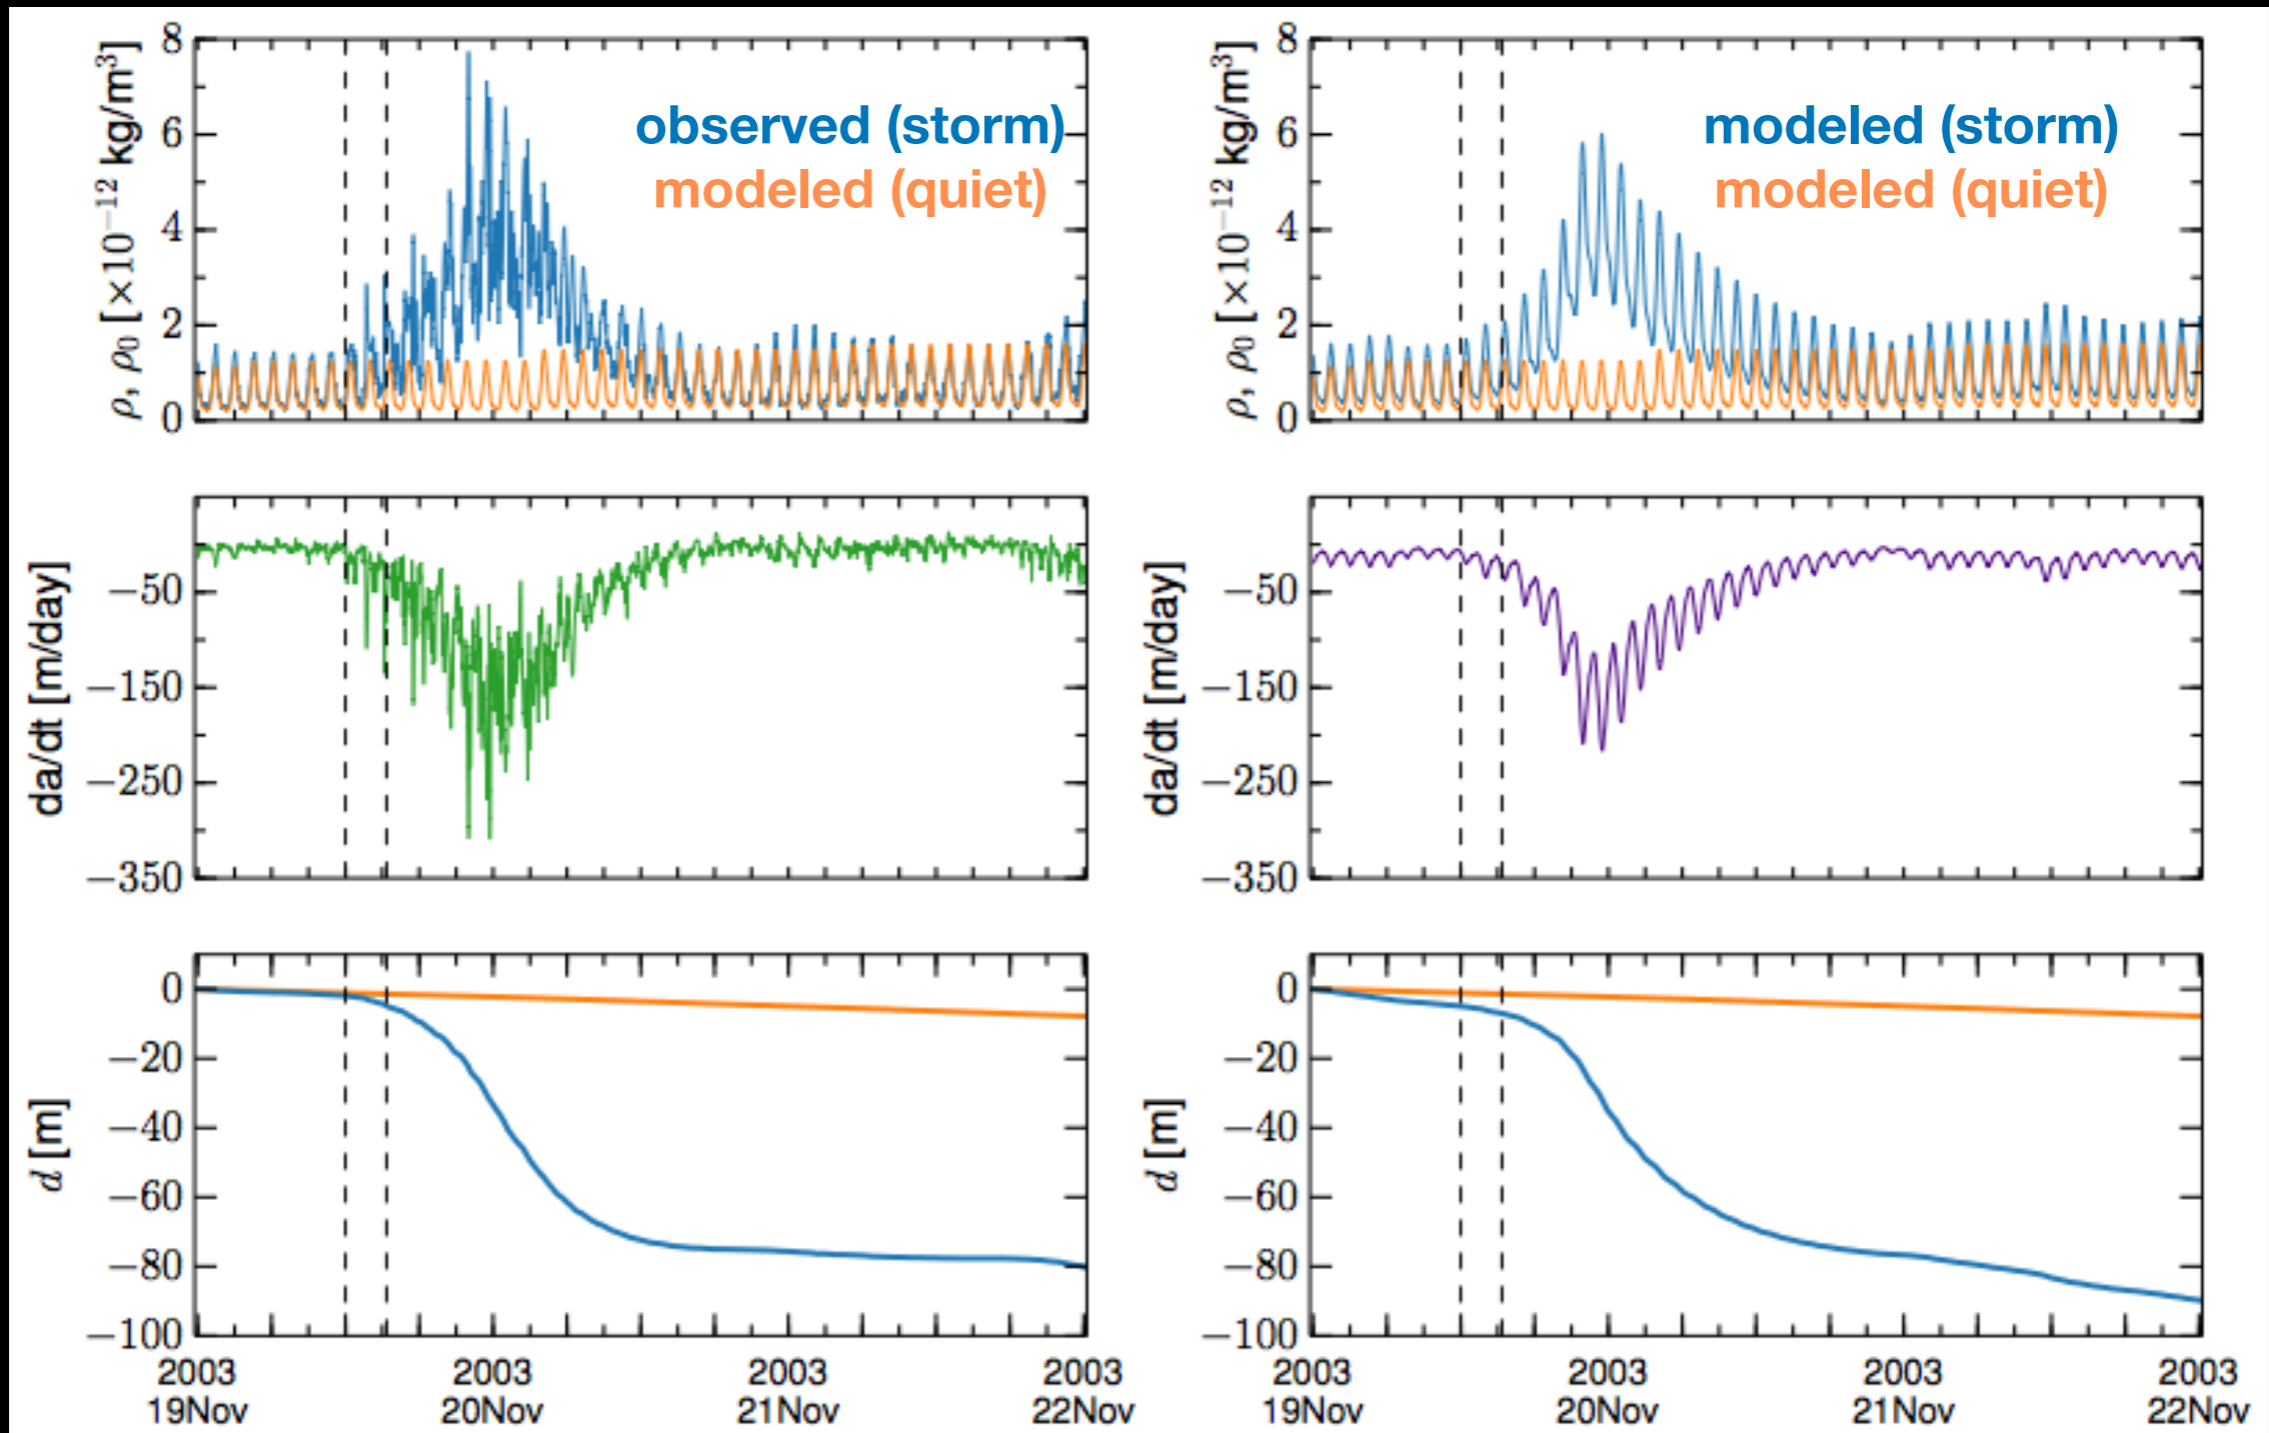 8
6
4
2
0
ρ, ρ₀ [×10⁻¹² kg/m³]
observed (storm)
modeled (quiet)
8
6
4
2
0
ρ, ρ₀ [×10⁻¹² kg/m³]
modeled (storm)
modeled (quiet)
−50
−150
−250
−350
da/dt [m/day]
−50
−150
−250
−350
da/dt [m/day]
0
−20
−40
−60
−80
−100
d [m]
2003 2003 2003 2003
19Nov 20Nov 21Nov 22Nov
0
−20
−40
−60
−80
−100
d [m]
2003 2003 2003 2003
19Nov 20Nov 21Nov 22Nov